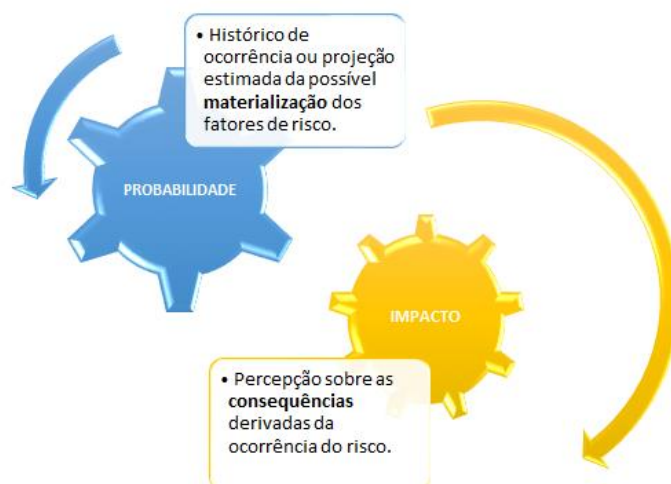 • Histórico de
ocorrência ou projeção
estimada da possível
materialização dos
fatores de risco.
PROBABILIDADE
IMPACTO
• Percepção sobre as
consequências
derivadas da
ocorrência do risco.